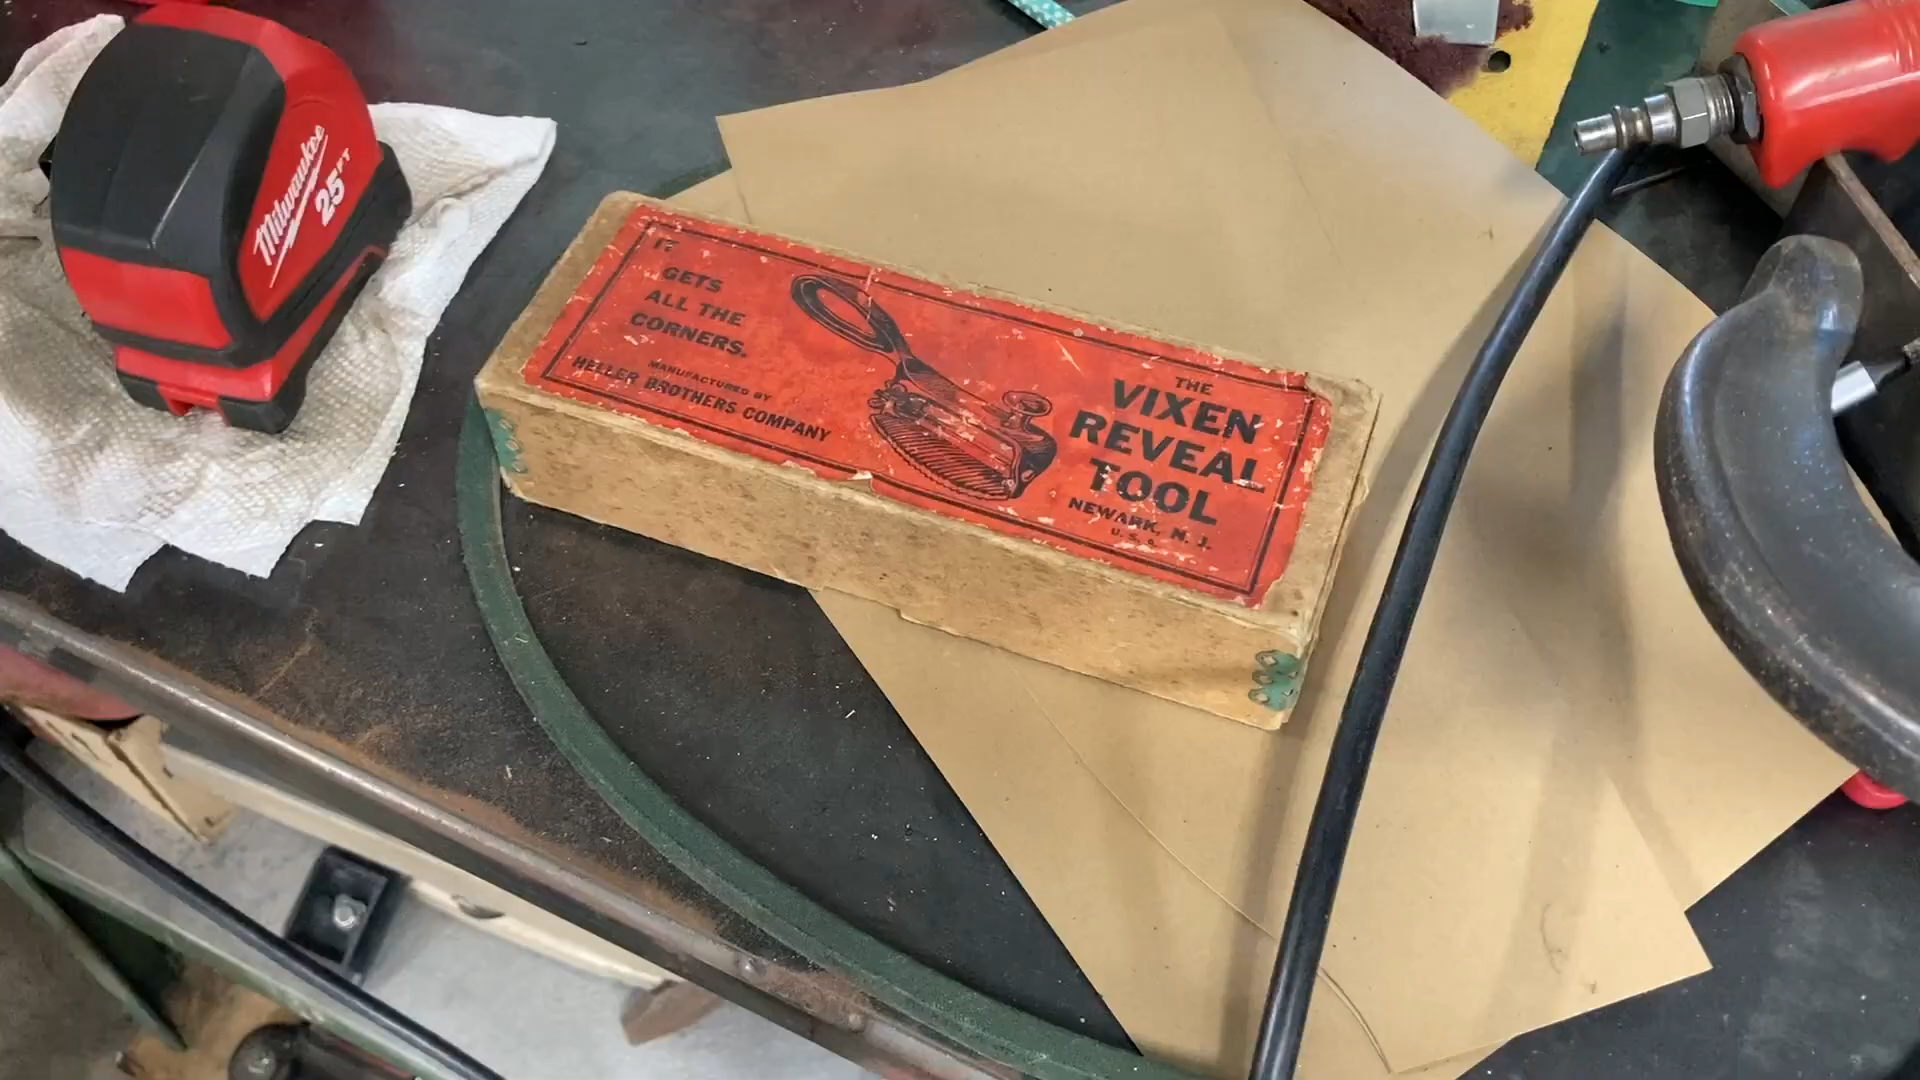 Milwaukee
25FT
IT
GETS
ALL THE
CORNERS.
MANUFACTURED BY
HELLER BROTHERS COMPANY
THE
VIXEN
REVEAL
TOOL
NEWARK, N. J.
U. S. A.